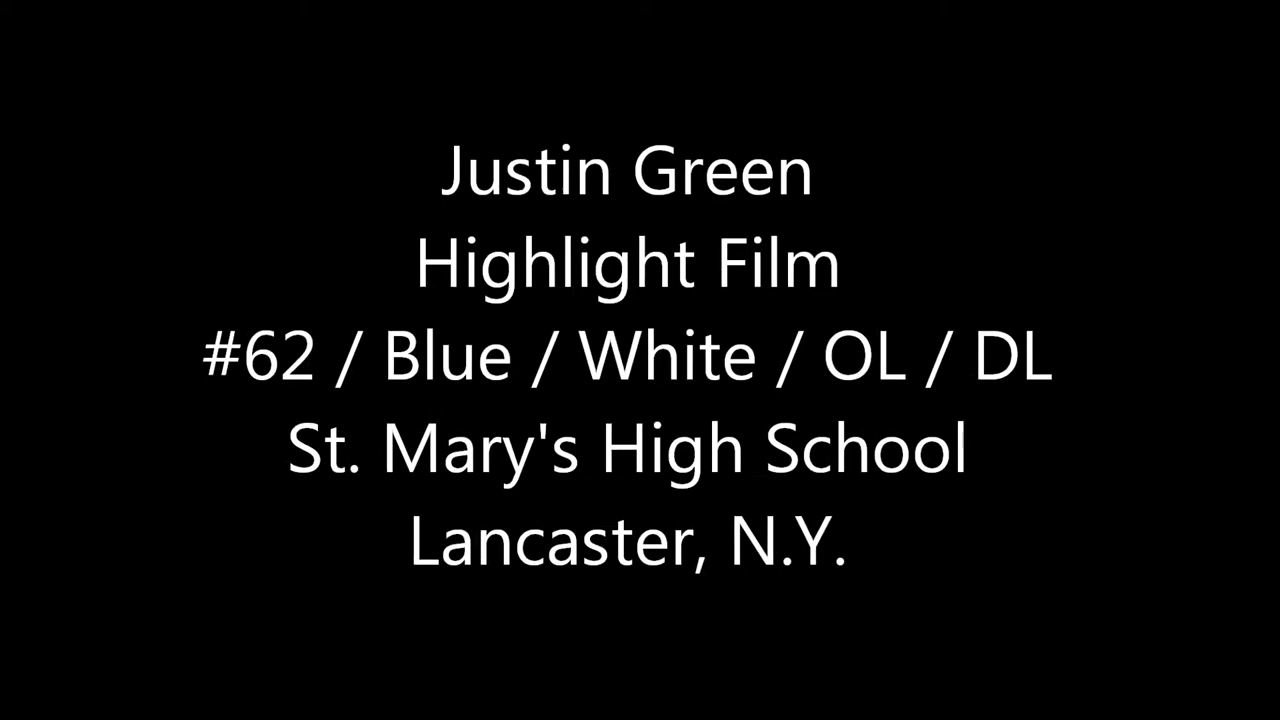 Justin Green
Highlight Film
#62 / Blue / White / OL / DL
St. Mary's High School
Lancaster, N.Y.